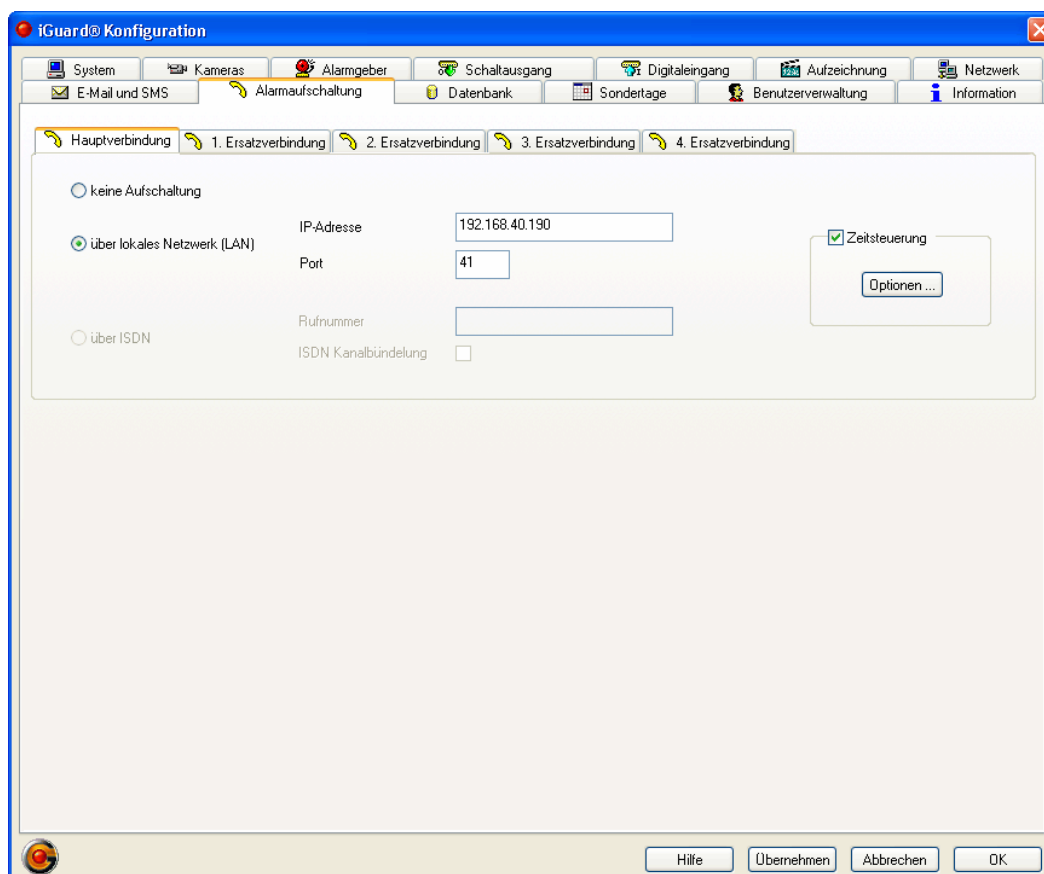 iGuard® Konfiguration
System Kameras Alarmgeber Schaltausgang Digitaleingang Aufzeichnung Netzwerk
E-Mail und SMS Alarmaufschaltung Datenbank Sondertage Benutzerverwaltung Information
Hauptverbindung 1. Ersatzverbindung 2. Ersatzverbindung 3. Ersatzverbindung 4. Ersatzverbindung
keine Aufschaltung
über lokales Netzwerk (LAN)
IP-Adresse 192.168.40.190
Port 41
Zeitsteuerung
Optionen ...
über ISDN
Rufnummer
ISDN Kanalbündelung
Hilfe Übernehmen Abbrechen OK